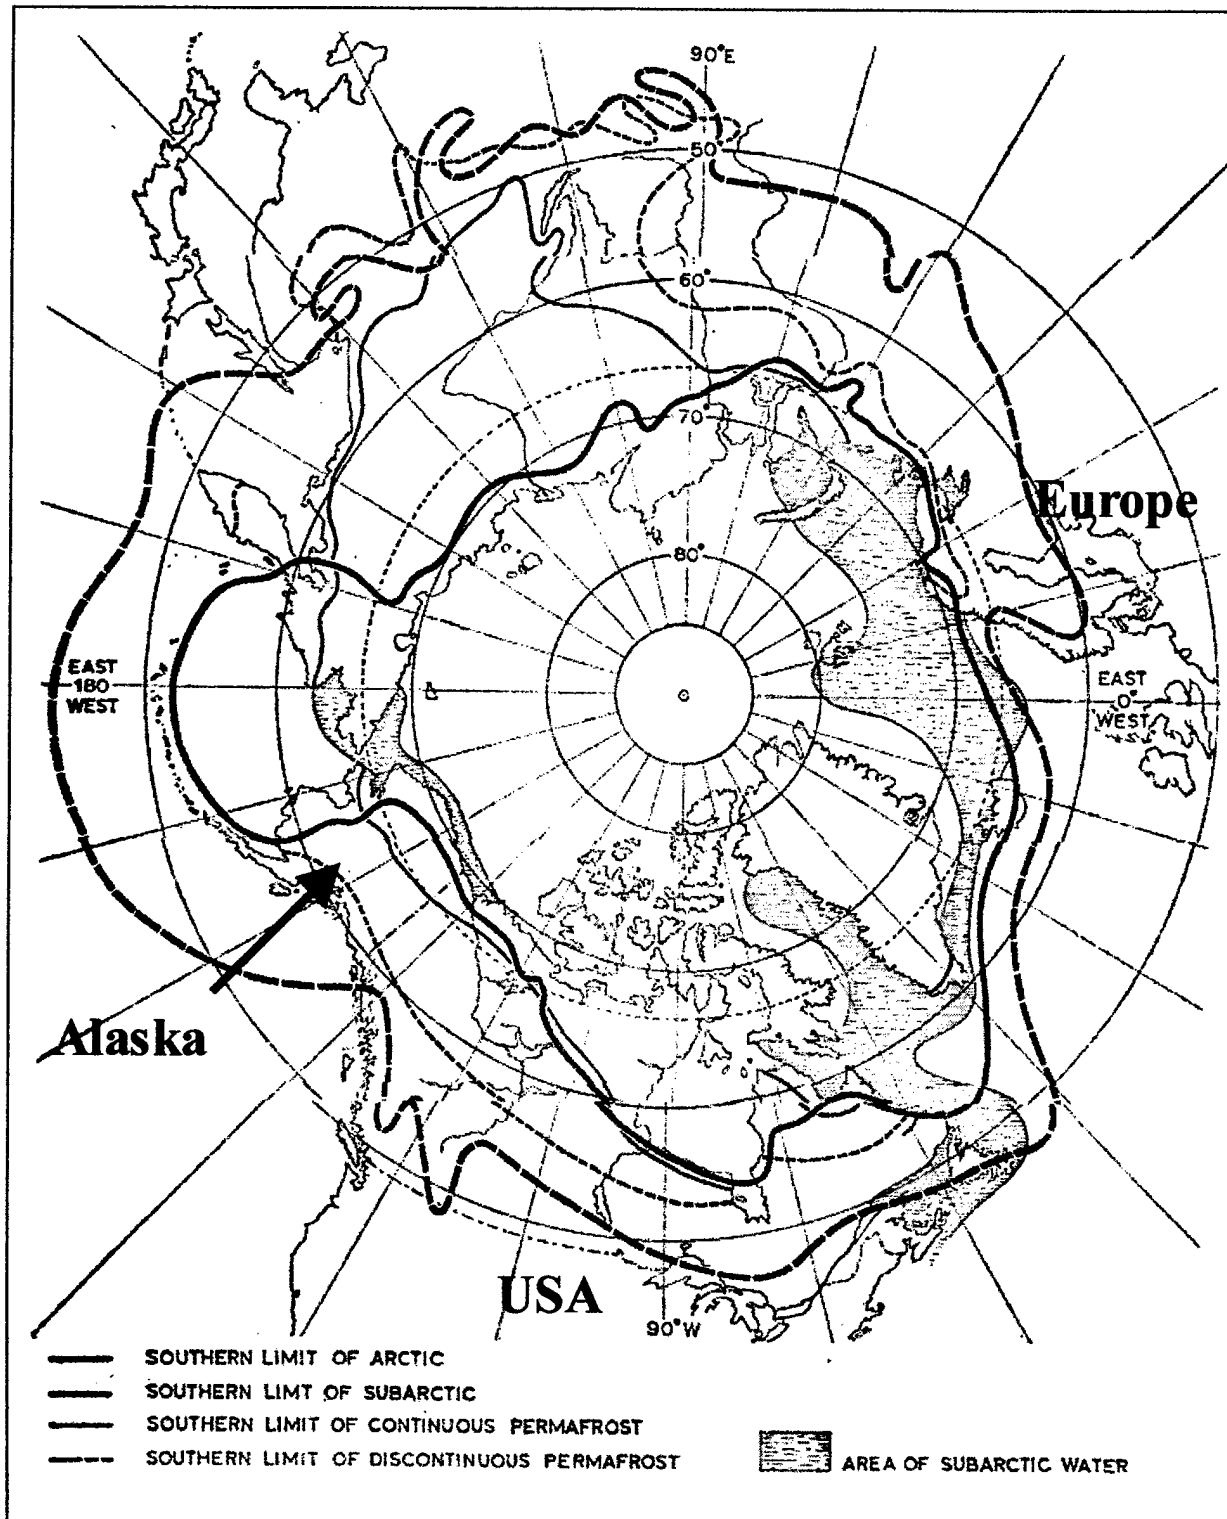 90°E
50
60°
70°
Europe
80°
EAST
180
WEST
EAST
0°
WEST
Alaska
USA
90°W
SOUTHERN LIMIT OF ARCTIC
SOUTHERN LIMT OF SUBARCTIC
SOUTHERN LIMIT OF CONTINUOUS PERMAFROST
SOUTHERN LIMIT OF DISCONTINUOUS PERMAFROST
AREA OF SUBARCTIC WATER